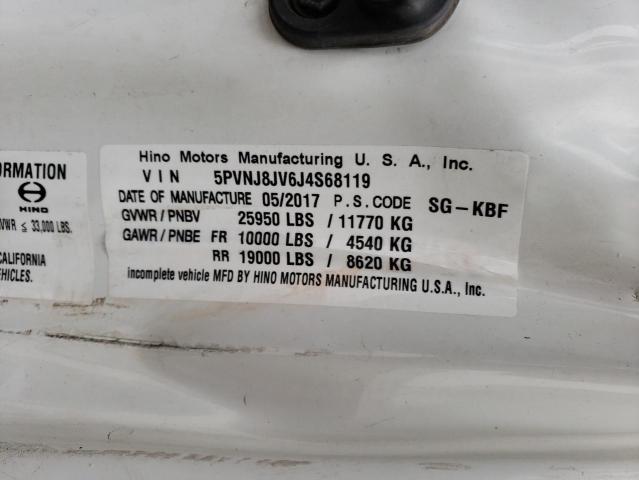 Hino Motors Manufacturing U. S. A., Inc.
VIN 5PVNJ8JV6J4S68119
DATE OF MANUFACTURE 05/2017 P.S.CODE SG-KBF
GVWR/PNBV 25950 LBS / 11770 KG
GAWR/PNBE FR 10000 LBS / 4540 KG
RR 19000 LBS / 8620 KG
incomplete vehicle MFD BY HINO MOTORS MANUFACTURING U.S.A., Inc.
HINO
≤ 33,000 LBS.
CALIFORNIA